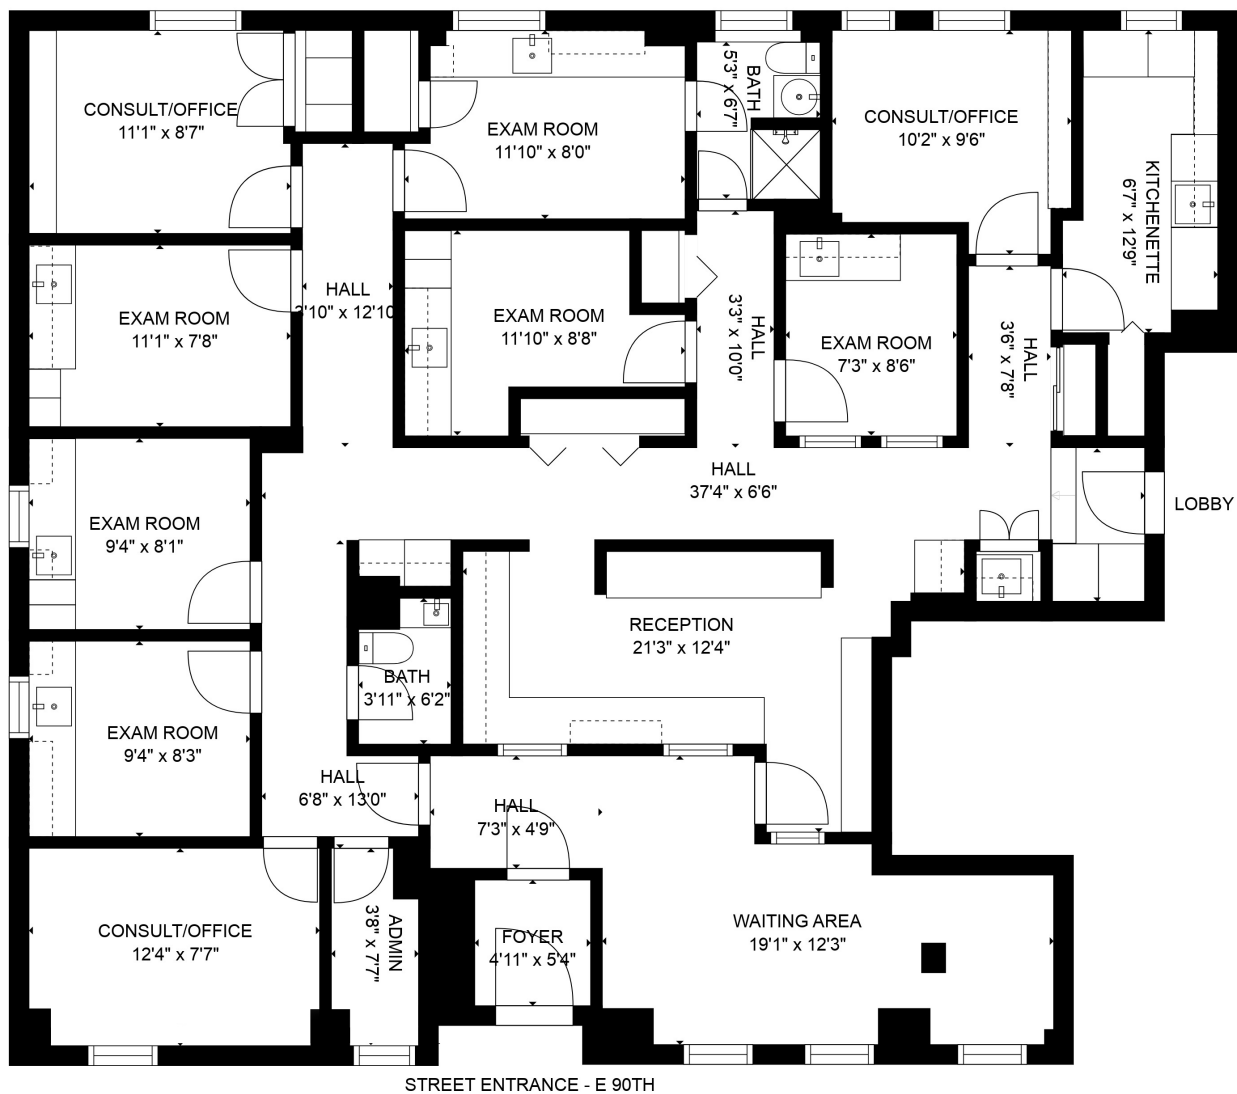 CONSULT/OFFICE
11'1" x 8'7"
EXAM ROOM
11'10" x 8'0"
BATH
5'3" x 6'7"
CONSULT/OFFICE
10'2" x 9'6"
KITCHENETTE
6'7" x 12'9"
EXAM ROOM
11'1" x 7'8"
HALL
3'10" x 12'10"
EXAM ROOM
11'10" x 8'8"
HALL
3'3" x 10'0"
EXAM ROOM
7'3" x 8'6"
HALL
3'6" x 7'8"
HALL
37'4" x 6'6"
LOBBY
EXAM ROOM
9'4" x 8'1"
RECEPTION
21'3" x 12'4"
BATH
3'11" x 6'2"
EXAM ROOM
9'4" x 8'3"
HALL
6'8" x 13'0"
HALL
7'3" x 4'9"
CONSULT/OFFICE
12'4" x 7'7"
ADMIN
3'8" x 7'7"
FOYER
4'11" x 5'4"
WAITING AREA
19'1" x 12'3"
STREET ENTRANCE - E 90TH